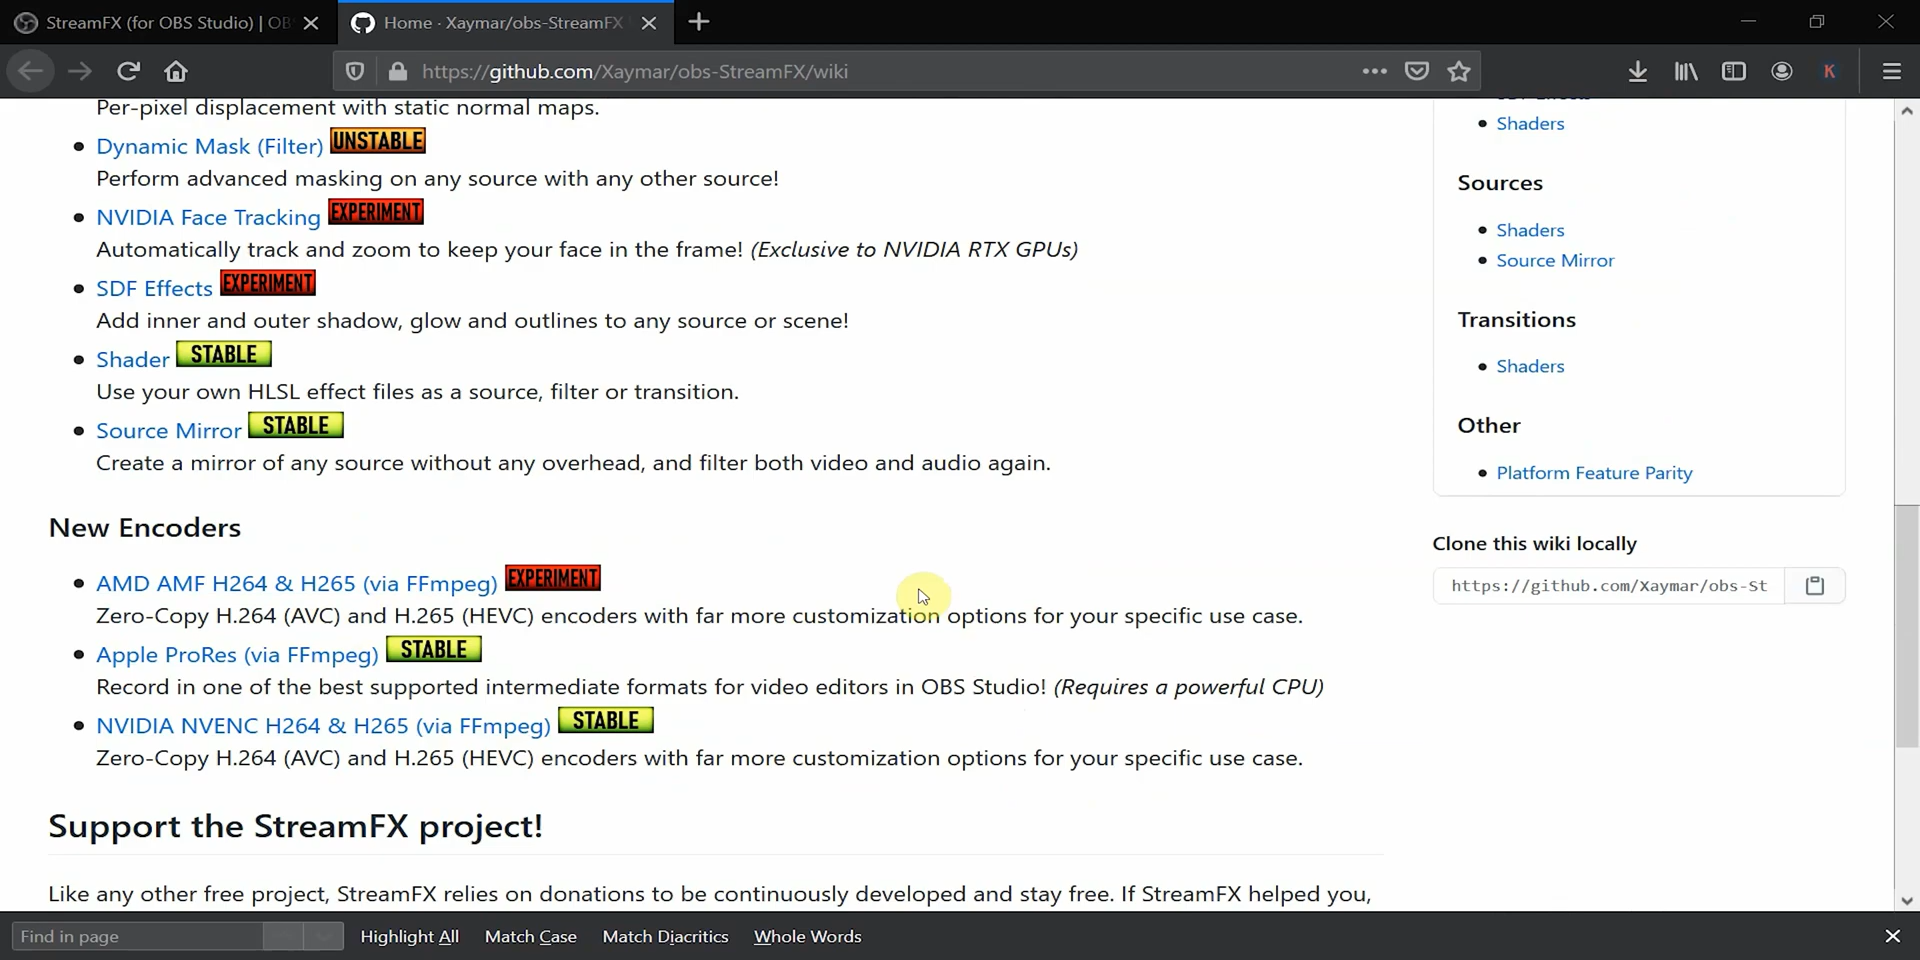 StreamFX (for OBS Studio) | OB
Home · Xaymar/obs-StreamFX
https://github.com/Xaymar/obs-StreamFX/wiki
K
Per-pixel displacement with static normal maps.
Dynamic Mask (Filter) UNSTABLE
Perform advanced masking on any source with any other source!
NVIDIA Face Tracking EXPERIMENT
Automatically track and zoom to keep your face in the frame! (Exclusive to NVIDIA RTX GPUs)
SDF Effects EXPERIMENT
Add inner and outer shadow, glow and outlines to any source or scene!
Shader STABLE
Use your own HLSL effect files as a source, filter or transition.
Source Mirror STABLE
Create a mirror of any source without any overhead, and filter both video and audio again.
New Encoders
AMD AMF H264 & H265 (via FFmpeg) EXPERIMENT
Zero-Copy H.264 (AVC) and H.265 (HEVC) encoders with far more customization options for your specific use case.
Apple ProRes (via FFmpeg) STABLE
Record in one of the best supported intermediate formats for video editors in OBS Studio! (Requires a powerful CPU)
NVIDIA NVENC H264 & H265 (via FFmpeg) STABLE
Zero-Copy H.264 (AVC) and H.265 (HEVC) encoders with far more customization options for your specific use case.
Support the StreamFX project!
Like any other free project, StreamFX relies on donations to be continuously developed and stay free. If StreamFX helped you,
Shaders
Sources
Shaders
Source Mirror
Transitions
Shaders
Other
Platform Feature Parity
Clone this wiki locally
https://github.com/Xaymar/obs-St
Find in page
Highlight All
Match Case
Match Diacritics
Whole Words